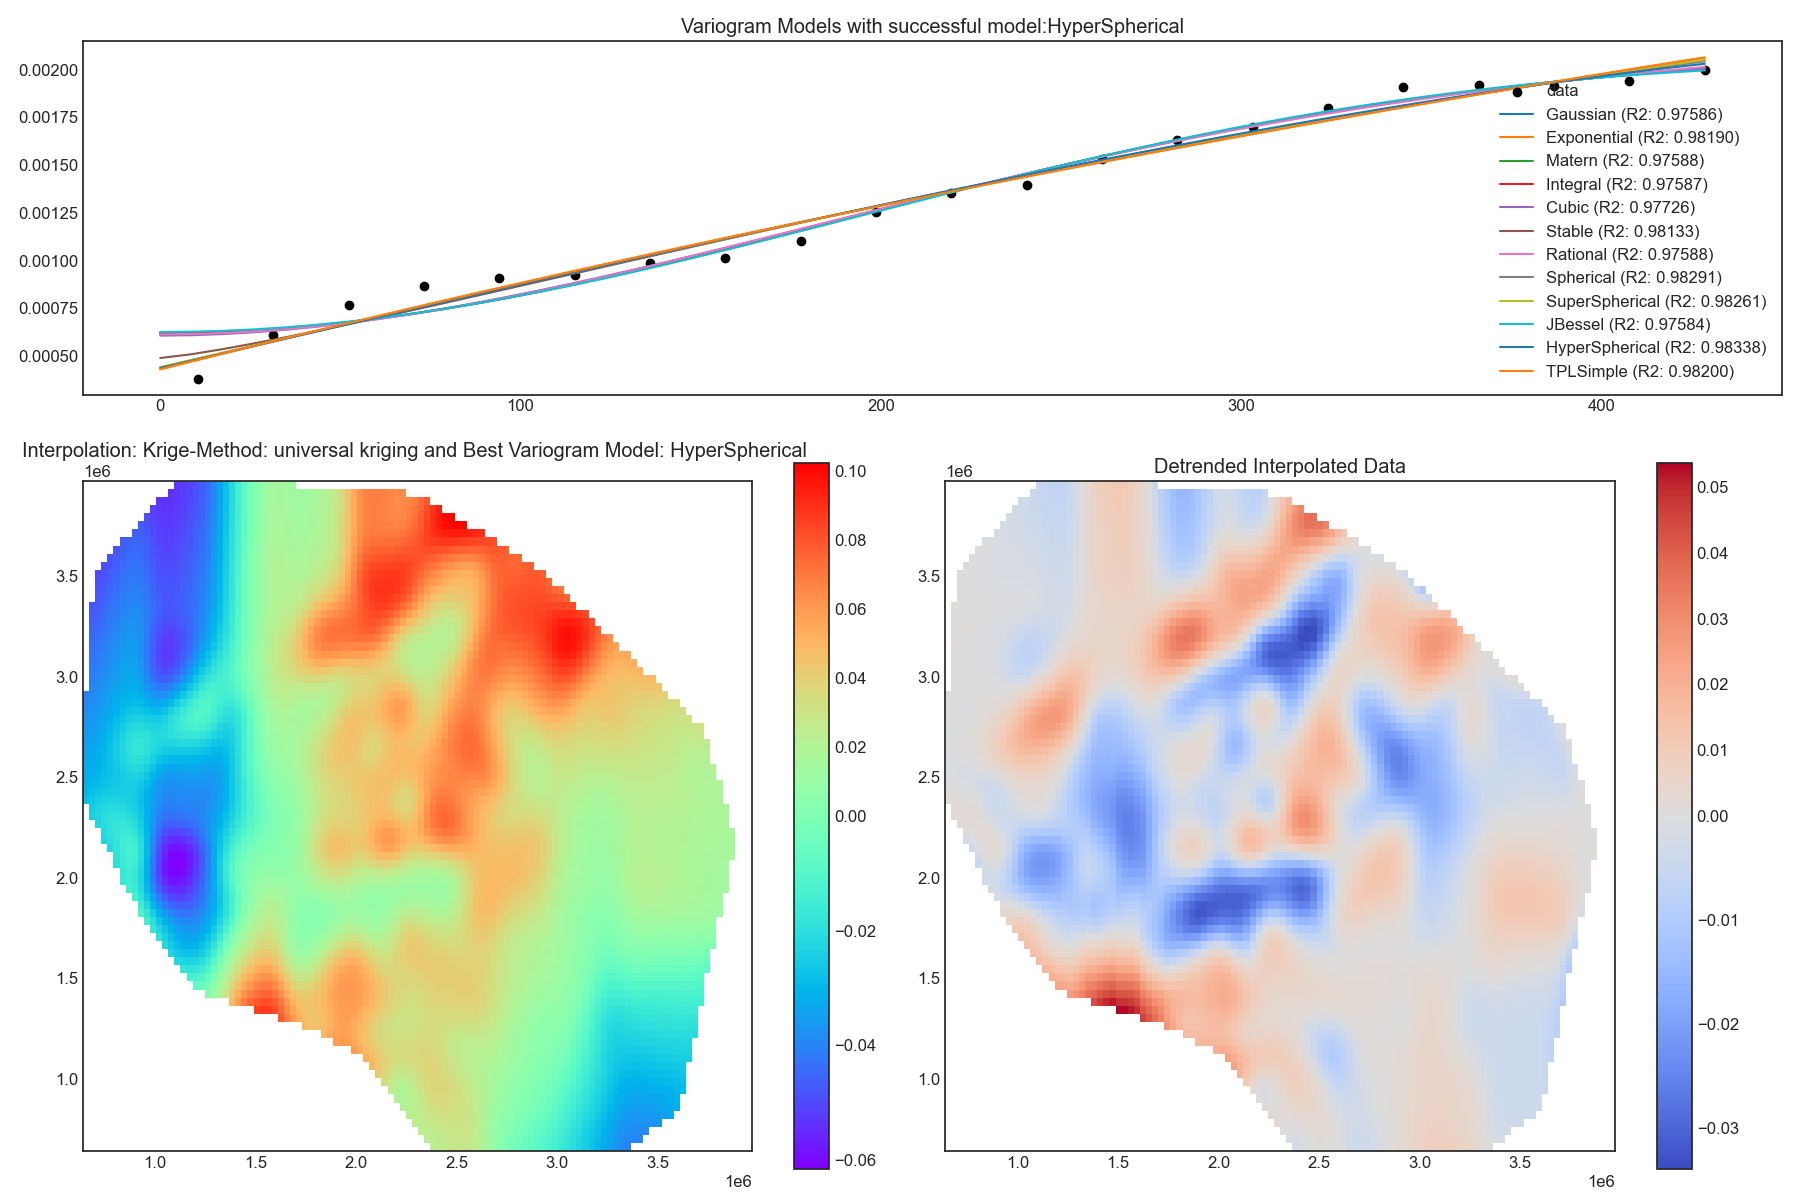 Variogram Models with successful model:HyperSpherical
0.00200
0.00175
0.00150
0.00125
0.00100
0.00075
0.00050
data
Gaussian (R2: 0.97586)
Exponential (R2: 0.98190)
Matern (R2: 0.97588)
Integral (R2: 0.97587)
Cubic (R2: 0.97726)
Stable (R2: 0.98133)
Rational (R2: 0.97588)
Spherical (R2: 0.98291)
SuperSpherical (R2: 0.98261)
JBessel (R2: 0.97584)
HyperSpherical (R2: 0.98338)
TPLSimple (R2: 0.98200)
0 100 200 300 400
Interpolation: Krige-Method: universal kriging and Best Variogram Model: HyperSpherical
1e6
3.5
3.0
2.5
2.0
1.5
1.0
1.0 1.5 2.0 2.5 3.0 3.5
1e6
0.10
0.08
0.06
0.04
0.02
0.00
−0.02
−0.04
−0.06
Detrended Interpolated Data
1e6
3.5
3.0
2.5
2.0
1.5
1.0
1.0 1.5 2.0 2.5 3.0 3.5
1e6
0.05
0.04
0.03
0.02
0.01
0.00
−0.01
−0.02
−0.03